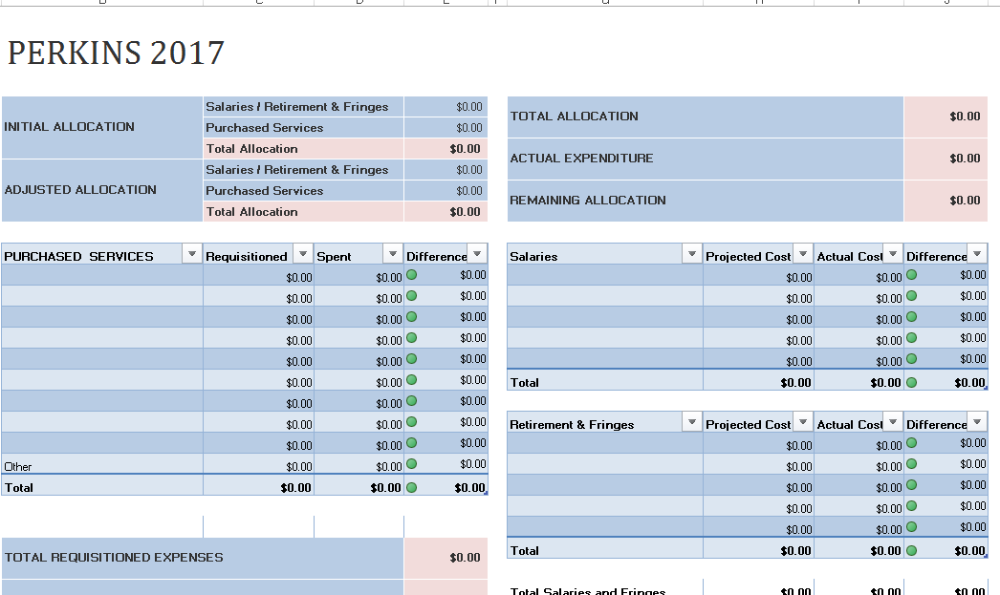 PERKINS 2017
INITIAL ALLOCATION
Salaries / Retirement & Fringes $0.00
Purchased Services $0.00
Total Allocation $0.00
ADJUSTED ALLOCATION
Salaries / Retirement & Fringes $0.00
Purchased Services $0.00
Total Allocation $0.00
TOTAL ALLOCATION $0.00
ACTUAL EXPENDITURE $0.00
REMAINING ALLOCATION $0.00
PURCHASED SERVICES Requisitioned Spent Difference
$0.00 $0.00 $0.00
$0.00 $0.00 $0.00
$0.00 $0.00 $0.00
$0.00 $0.00 $0.00
$0.00 $0.00 $0.00
$0.00 $0.00 $0.00
$0.00 $0.00 $0.00
$0.00 $0.00 $0.00
$0.00 $0.00 $0.00
Other $0.00 $0.00 $0.00
Total $0.00 $0.00 $0.00
TOTAL REQUISITIONED EXPENSES $0.00
Salaries Projected Cost Actual Cost Difference
$0.00 $0.00 $0.00
$0.00 $0.00 $0.00
$0.00 $0.00 $0.00
$0.00 $0.00 $0.00
$0.00 $0.00 $0.00
Total $0.00 $0.00 $0.00
Retirement & Fringes Projected Cost Actual Cost Difference
$0.00 $0.00 $0.00
$0.00 $0.00 $0.00
$0.00 $0.00 $0.00
$0.00 $0.00 $0.00
$0.00 $0.00 $0.00
Total $0.00 $0.00 $0.00
Total Salaries and Fringes $0.00 $0.00 $0.00